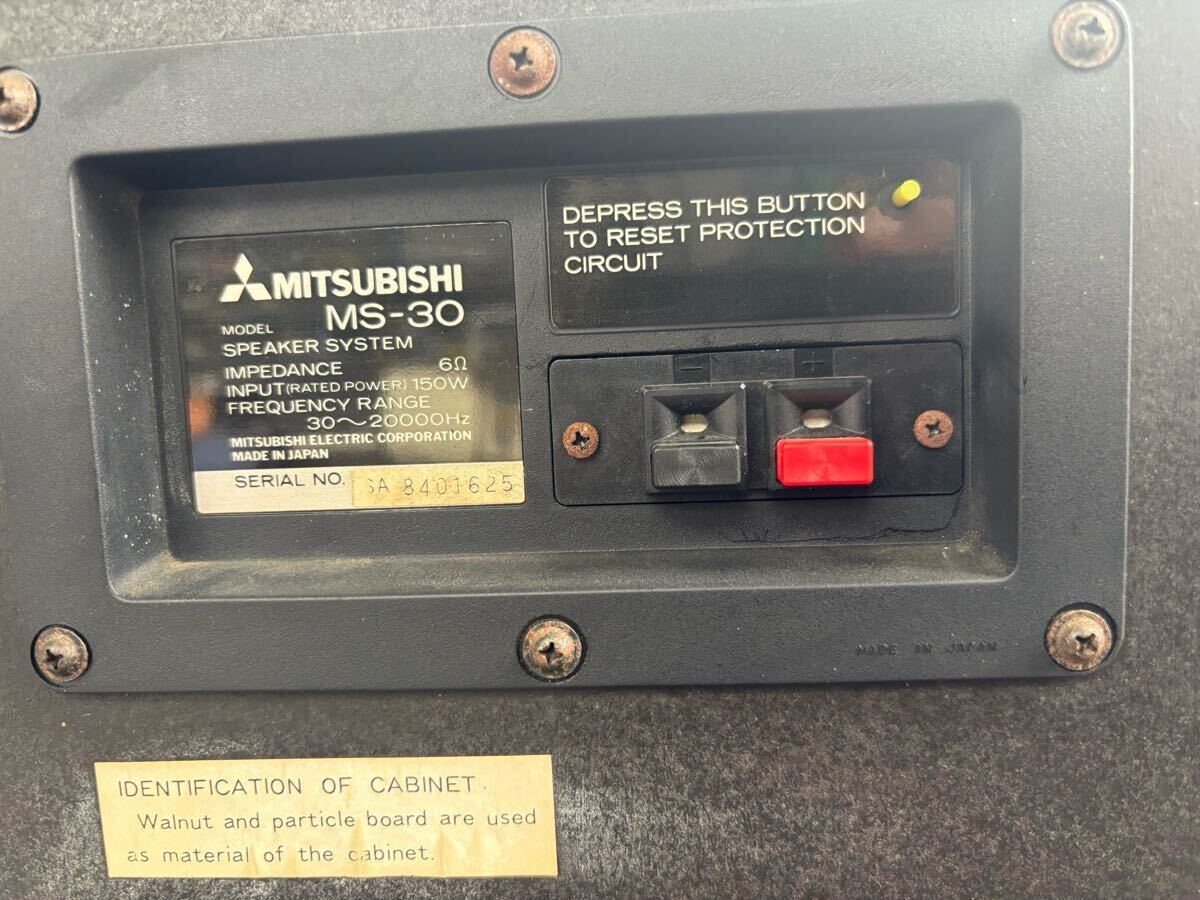 MITSUBISHI
MODEL MS-30
SPEAKER SYSTEM
IMPEDANCE 6Ω
INPUT (RATED POWER) 150W
FREQUENCY RANGE
30〜20000Hz
MITSUBISHI ELECTRIC CORPORATION
MADE IN JAPAN
SERIAL NO. SA 8401625
DEPRESS THIS BUTTON
TO RESET PROTECTION
CIRCUIT
− +
MADE IN JAPAN
IDENTIFICATION OF CABINET.
Walnut and particle board are used
as material of the cabinet.